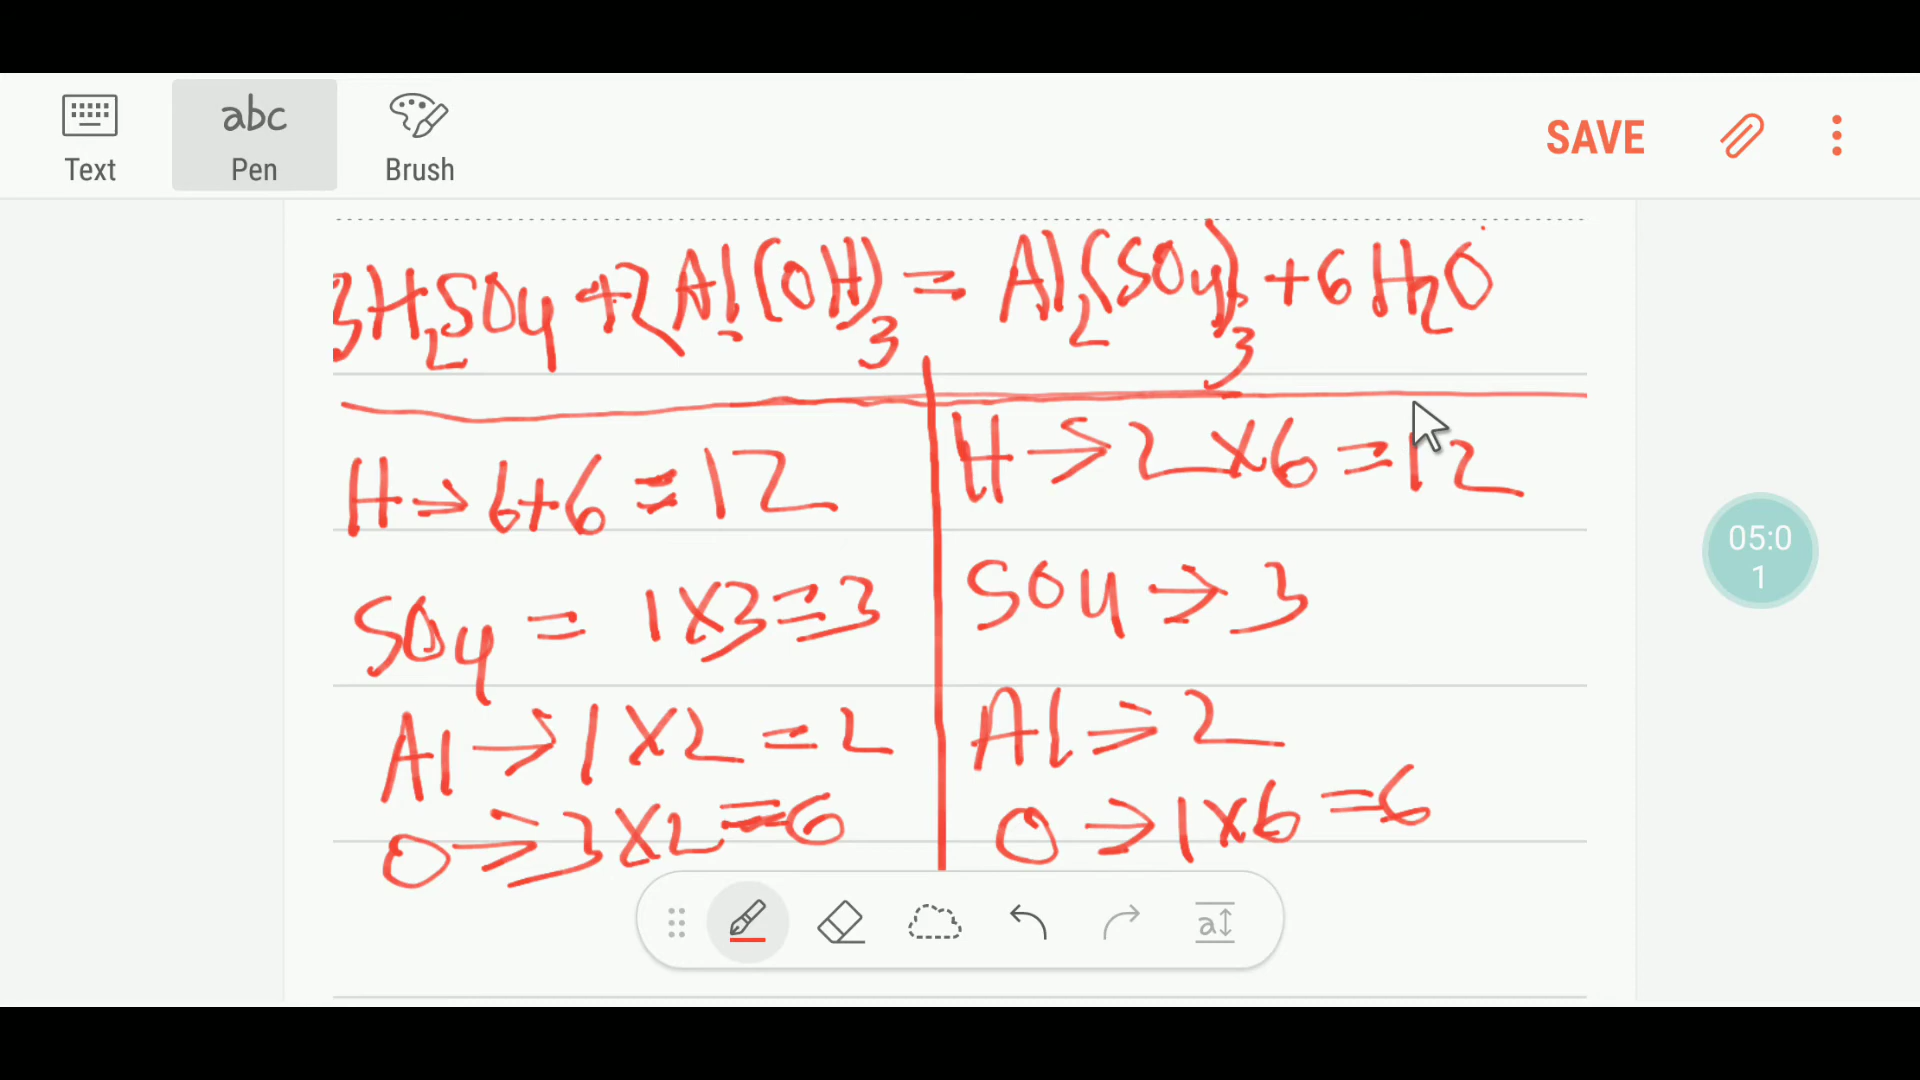 Text
abc
Pen
Brush
SAVE
3H₂SO₄ + 2Al(OH)₃ = Al₂(SO₄)₃ + 6H₂O
H → 6+6 = 12
H → 2 × 6 = 12
SO₄ = 1×3 = 3
SO₄ → 3
Al → 1 × 2 = 2
Al → 2
O → 3 × 2 = 6
O → 1 × 6 = 6
05:0
1
a